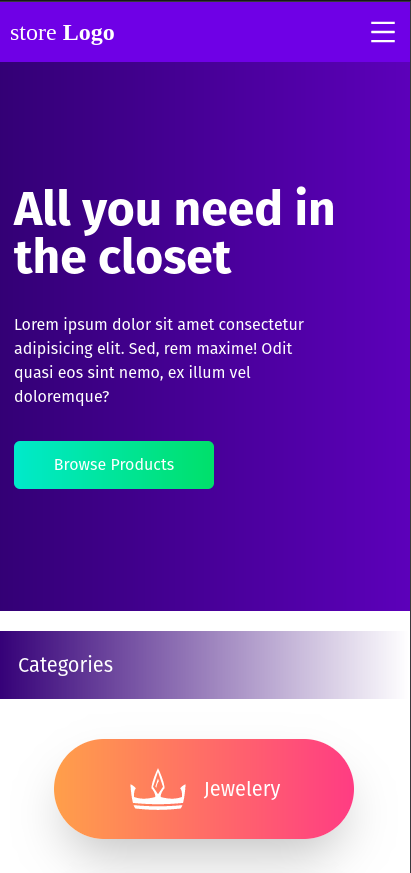 store Logo
All you need in
the closet
Lorem ipsum dolor sit amet consectetur
adipisicing elit. Sed, rem maxime! Odit
quasi eos sint nemo, ex illum vel
doloremque?
Browse Products
Categories
Jewelery